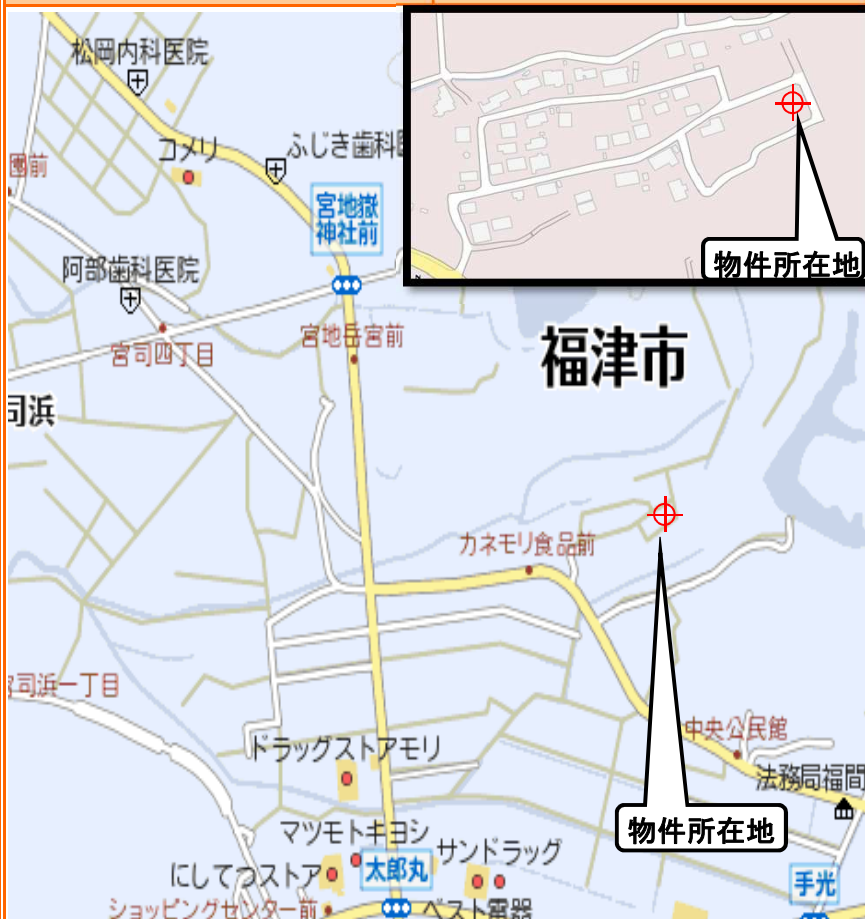 松岡内科医院
コメリ
ふじき歯科
園前
宮地嶽
神社前
物件所在地
阿部歯科医院
宮司四丁目
宮地岳宮前
福津市
司浜
カネモリ食品前
宮司浜一丁目
中央公民館
ドラッグストアモリ
法務局福間
物件所在地
マツモトキヨシ
サンドラッグ
にしてつストア
太郎丸
手光
ショッピングセンター前
ベスト電器